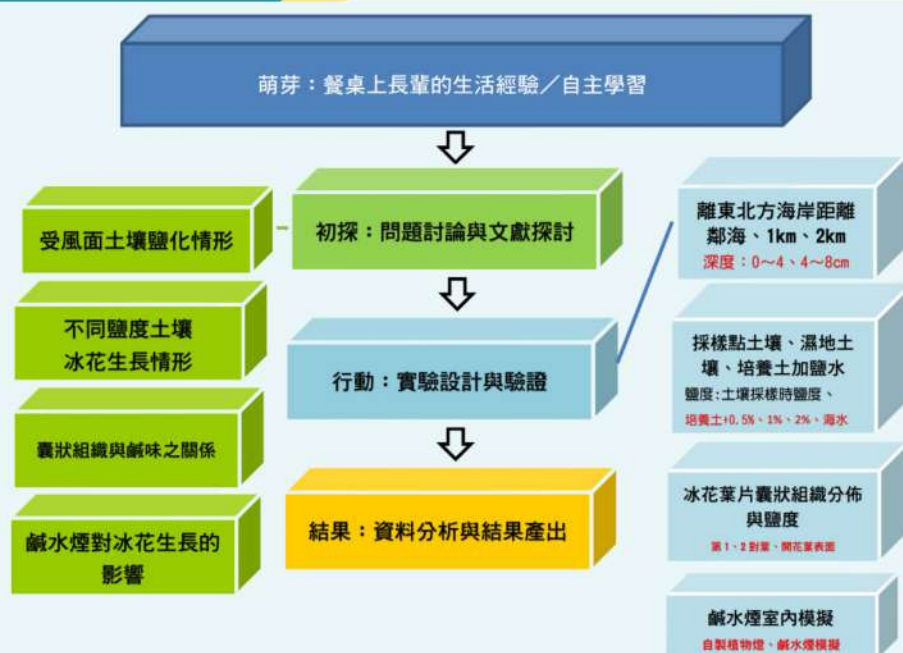 萌芽：餐桌上長輩的生活經驗／自主學習
初探：問題討論與文獻探討
行動：實驗設計與驗證
結果：資料分析與結果產出
受風面土壤鹽化情形
不同鹽度土壤
冰花生長情形
囊狀組織與鹹味之關係
鹹水煙對冰花生長的
影響
離東北方海岸距離
鄰海、1km、2km
深度：0～4、4～8cm
採樣點土壤、濕地土
壤、培養土加鹽水
鹽度:土壤採樣時鹽度、
培養土+0.5%、1%、2%、海水
冰花葉片囊狀組織分佈
與鹽度
第1、2對葉、開花葉表面
鹹水煙室內模擬
自製植物燈、鹹水煙模擬